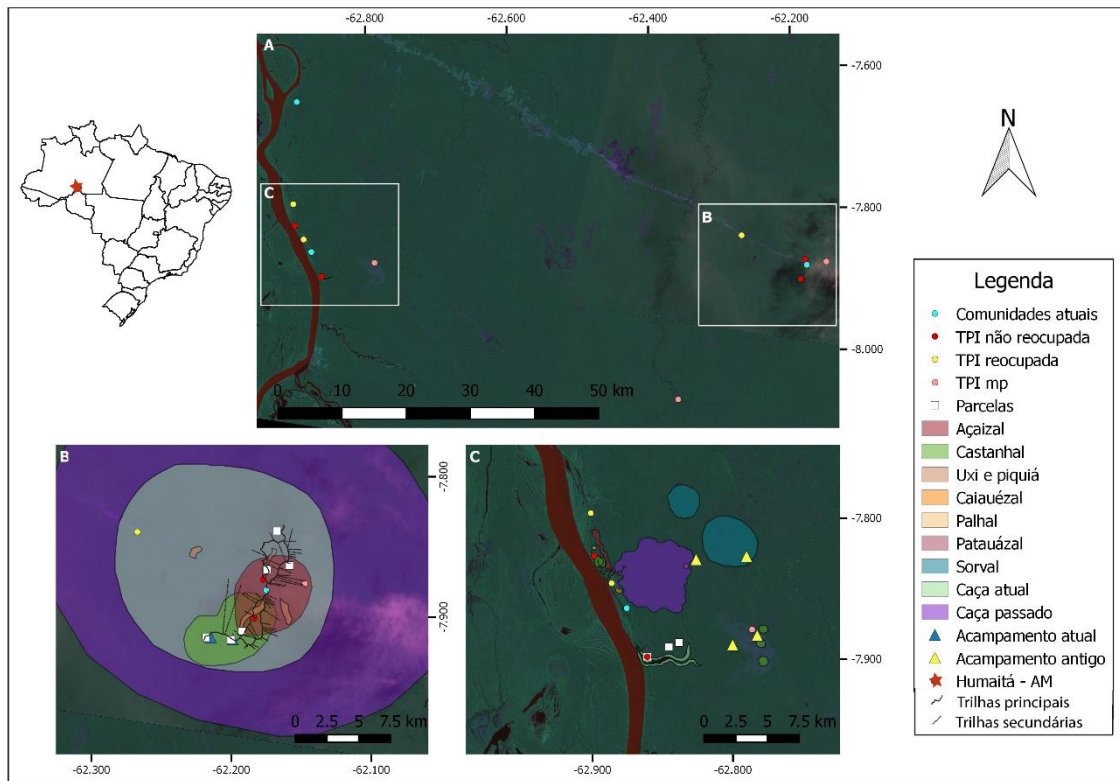 -62.800 -62.600 -62.400 -62.200
A
-7.600
N
C
B
-7.800
-8.000
0 10 20 30 40 50 km
Legenda
Comunidades atuais
TPI não reocupada
TPI reocupada
TPI mp
Parcelas
Açaizal
Castanhal
Uxi e piquiá
Caiauézal
Palhal
Patauázal
Sorval
Caça atual
Caça passado
Acampamento atual
Acampamento antigo
Humaitá - AM
Trilhas principais
Trilhas secundárias
B
-7.800
-7.900
0 2.5 5 7.5 km
-62.300 -62.200 -62.100
C
-7.800
-7.900
0 2.5 5 7.5 km
-62.900 -62.800